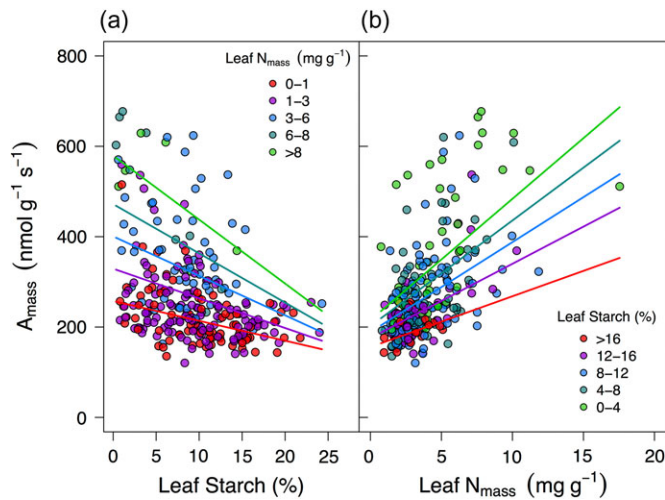 (a)
(b)
Leaf Nmass (mg g⁻¹)
0–1
1–3
3–6
6–8
>8
Amass (nmol g⁻¹ s⁻¹)
800
600
400
200
0
Leaf Starch (%)
>16
12–16
8–12
4–8
0–4
0 5 10 15 20 25
0 5 10 15 20
Leaf Starch (%)
Leaf Nmass (mg g⁻¹)